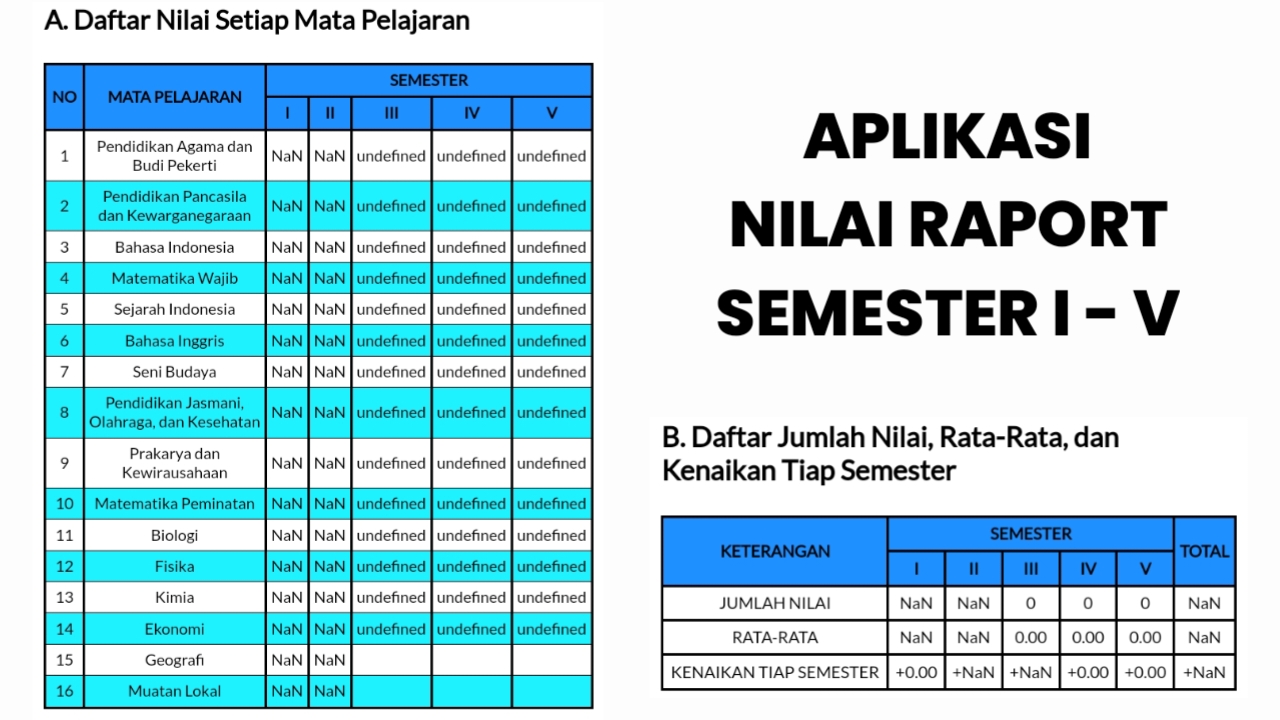 A. Daftar Nilai Setiap Mata Pelajaran
NO MATA PELAJARAN SEMESTER
I II III IV V
1 Pendidikan Agama dan Budi Pekerti NaN NaN undefined undefined undefined
2 Pendidikan Pancasila dan Kewarganegaraan NaN NaN undefined undefined undefined
3 Bahasa Indonesia NaN NaN undefined undefined undefined
4 Matematika Wajib NaN NaN undefined undefined undefined
5 Sejarah Indonesia NaN NaN undefined undefined undefined
6 Bahasa Inggris NaN NaN undefined undefined undefined
7 Seni Budaya NaN NaN undefined undefined undefined
8 Pendidikan Jasmani, Olahraga, dan Kesehatan NaN NaN undefined undefined undefined
9 Prakarya dan Kewirausahaan NaN NaN undefined undefined undefined
10 Matematika Peminatan NaN NaN undefined undefined undefined
11 Biologi NaN NaN undefined undefined undefined
12 Fisika NaN NaN undefined undefined undefined
13 Kimia NaN NaN undefined undefined undefined
14 Ekonomi NaN NaN undefined undefined undefined
15 Geografi NaN NaN
16 Muatan Lokal NaN NaN
APLIKASI
NILAI RAPORT
SEMESTER I - V
B. Daftar Jumlah Nilai, Rata-Rata, dan
Kenaikan Tiap Semester
KETERANGAN SEMESTER TOTAL
I II III IV V
JUMLAH NILAI NaN NaN 0 0 0 NaN
RATA-RATA NaN NaN 0.00 0.00 0.00 NaN
KENAIKAN TIAP SEMESTER +0.00 +NaN +NaN +0.00 +0.00 +NaN